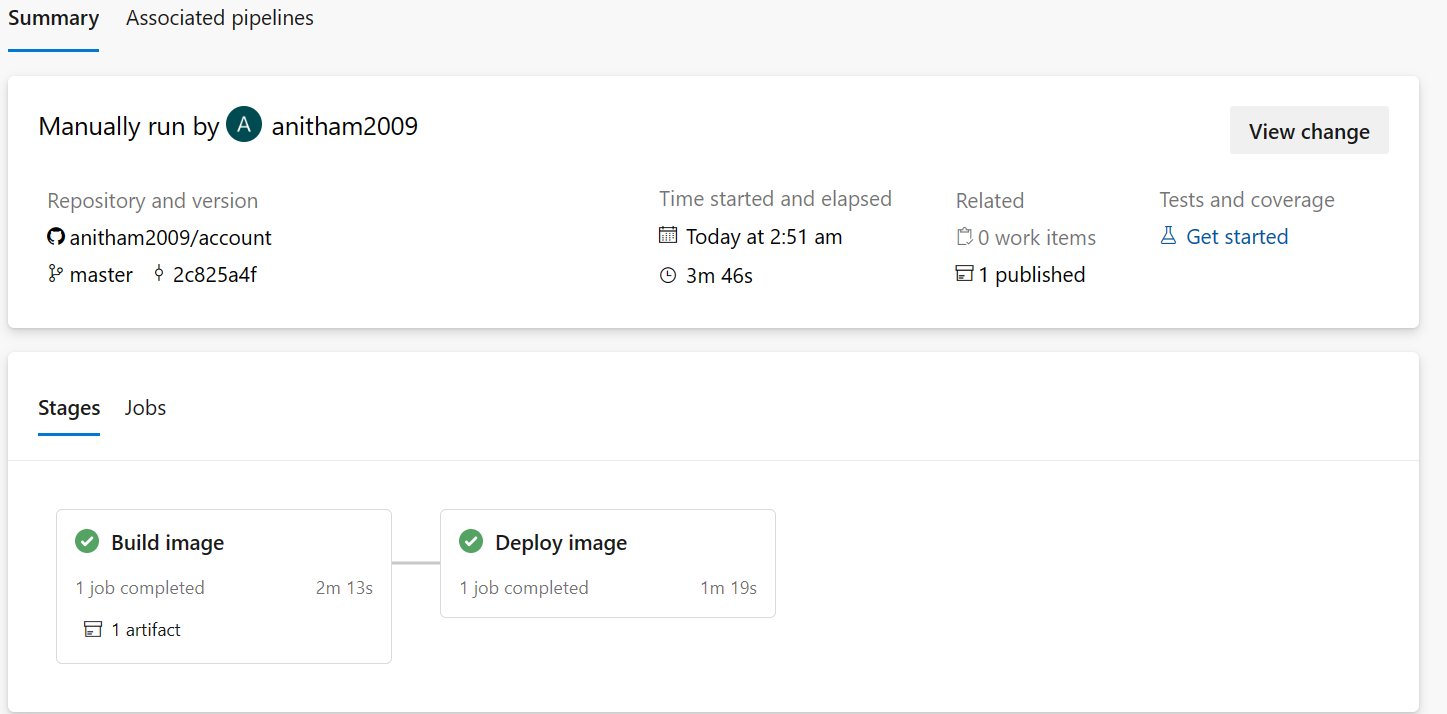 Summary Associated pipelines
Manually run by A anitham2009
View change
Repository and version
anitham2009/account
master 2c825a4f
Time started and elapsed
Today at 2:51 am
3m 46s
Related
0 work items
1 published
Tests and coverage
Get started
Stages Jobs
Build image
1 job completed 2m 13s
1 artifact
Deploy image
1 job completed 1m 19s